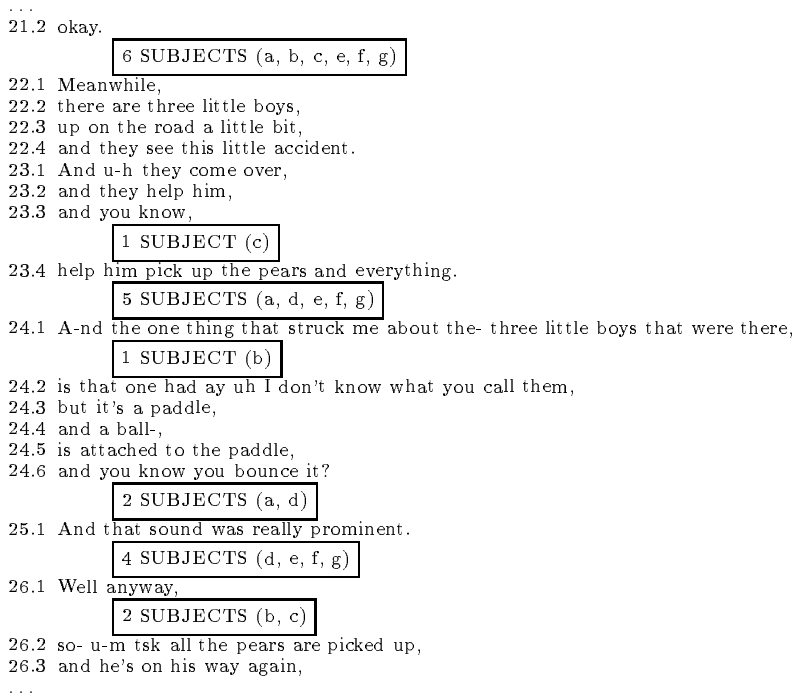 ...
21.2 okay.
6 SUBJECTS (a, b, c, e, f, g)
22.1 Meanwhile,
22.2 there are three little boys,
22.3 up on the road a little bit,
22.4 and they see this little accident.
23.1 And u-h they come over,
23.2 and they help him,
23.3 and you know,
1 SUBJECT (c)
23.4 help him pick up the pears and everything.
5 SUBJECTS (a, d, e, f, g)
24.1 A-nd the one thing that struck me about the- three little boys that were there,
1 SUBJECT (b)
24.2 is that one had ay uh I don't know what you call them,
24.3 but it's a paddle,
24.4 and a ball-,
24.5 is attached to the paddle,
24.6 and you know you bounce it?
2 SUBJECTS (a, d)
25.1 And that sound was really prominent.
4 SUBJECTS (d, e, f, g)
26.1 Well anyway,
2 SUBJECTS (b, c)
26.2 so- u-m tsk all the pears are picked up,
26.3 and he's on his way again,
...